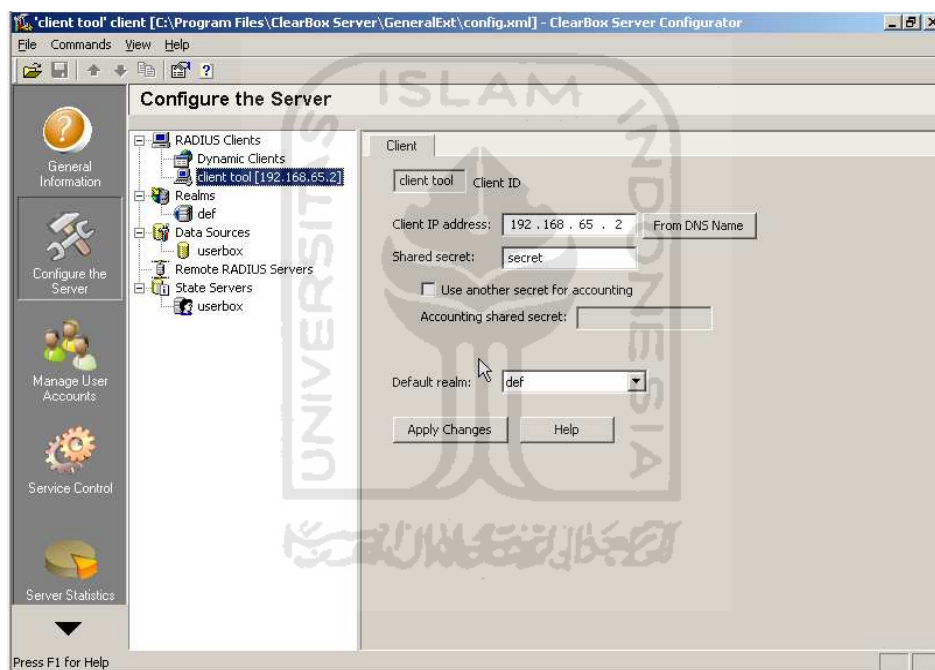 'client tool' client [C:\Program Files\ClearBox Server\GeneralExt\config.xml] - ClearBox Server Configurator
File Commands View Help
Configure the Server
General Information
Configure the Server
Manage User Accounts
Service Control
Server Statistics
RADIUS Clients
Dynamic Clients
client tool [192.168.65.2]
Realms
def
Data Sources
userbox
Remote RADIUS Servers
State Servers
userbox
Client
client tool Client ID
Client IP address: 192 . 168 . 65 . 2 From DNS Name
Shared secret: secret
Use another secret for accounting
Accounting shared secret:
Default realm: def
Apply Changes Help
Press F1 for Help
UNIVERSITAS ISLAM INDONESIA